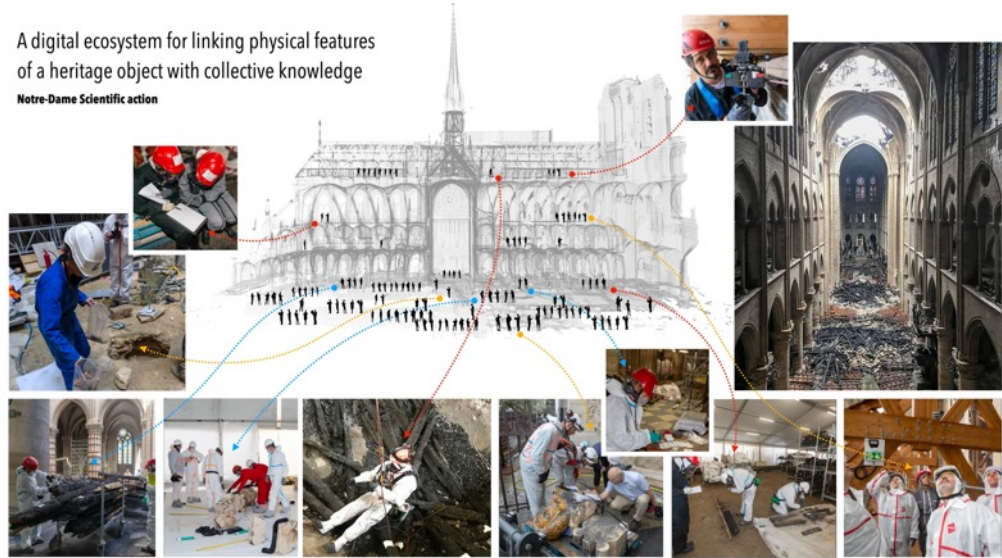 A digital ecosystem for linking physical features
of a heritage object with collective knowledge
Notre-Dame Scientific action